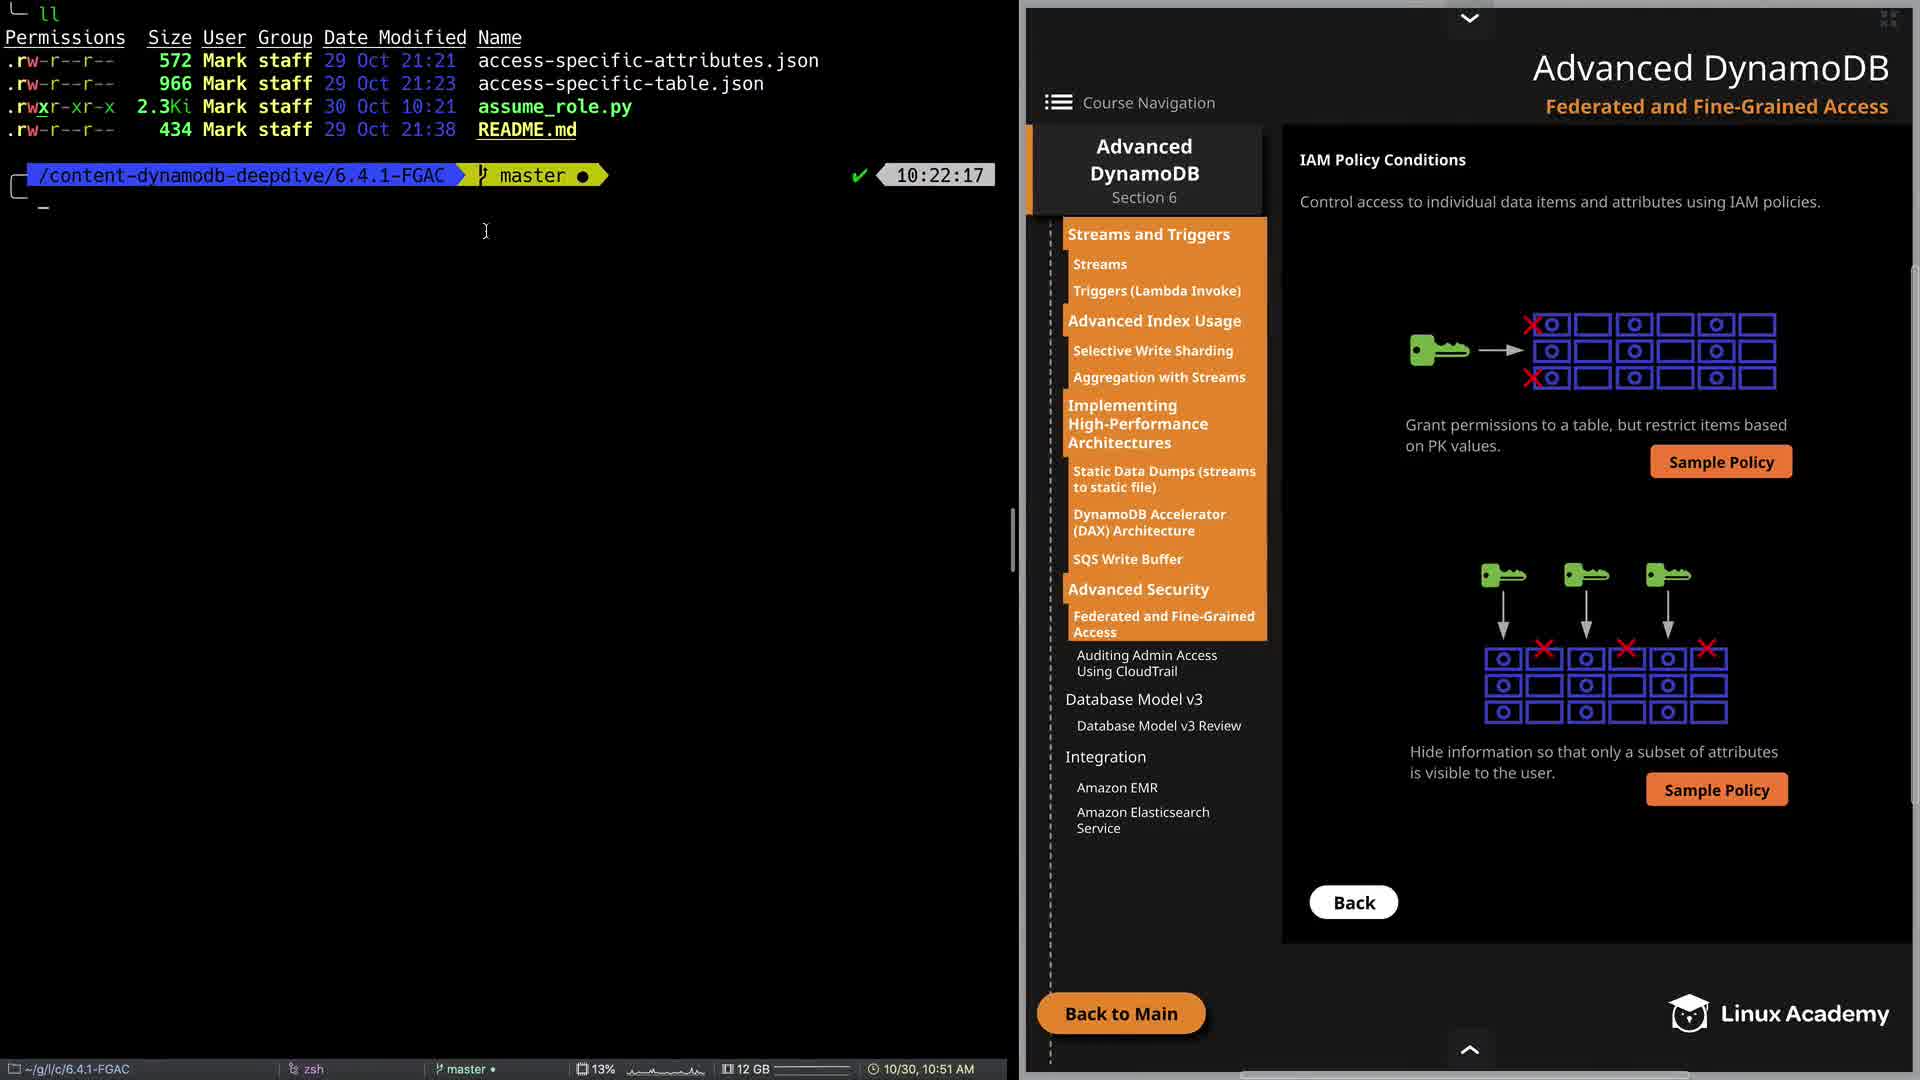 ll
Permissions Size User Group Date Modified Name
.rw-r--r-- 572 Mark staff 29 Oct 21:21 access-specific-attributes.json
.rw-r--r-- 966 Mark staff 29 Oct 21:23 access-specific-table.json
.rwxr-xr-x 2.3Ki Mark staff 30 Oct 10:21 assume_role.py
.rw-r--r-- 434 Mark staff 29 Oct 21:38 README.md
/content-dynamodb-deepdive/6.4.1-FGAC master ● ✔ 10:22:17
~/g/l/c/6.4.1-FGAC zsh master • 13% 12 GB 10/30, 10:51 AM
Advanced DynamoDB
Federated and Fine-Grained Access
Course Navigation
Advanced
DynamoDB
Section 6
Streams and Triggers
Streams
Triggers (Lambda Invoke)
Advanced Index Usage
Selective Write Sharding
Aggregation with Streams
Implementing
High-Performance
Architectures
Static Data Dumps (streams
to static file)
DynamoDB Accelerator
(DAX) Architecture
SQS Write Buffer
Advanced Security
Federated and Fine-Grained
Access
Auditing Admin Access
Using CloudTrail
Database Model v3
Database Model v3 Review
Integration
Amazon EMR
Amazon Elasticsearch
Service
Back to Main
IAM Policy Conditions
Control access to individual data items and attributes using IAM policies.
Grant permissions to a table, but restrict items based
on PK values.
Sample Policy
Hide information so that only a subset of attributes
is visible to the user.
Sample Policy
Back
Linux Academy